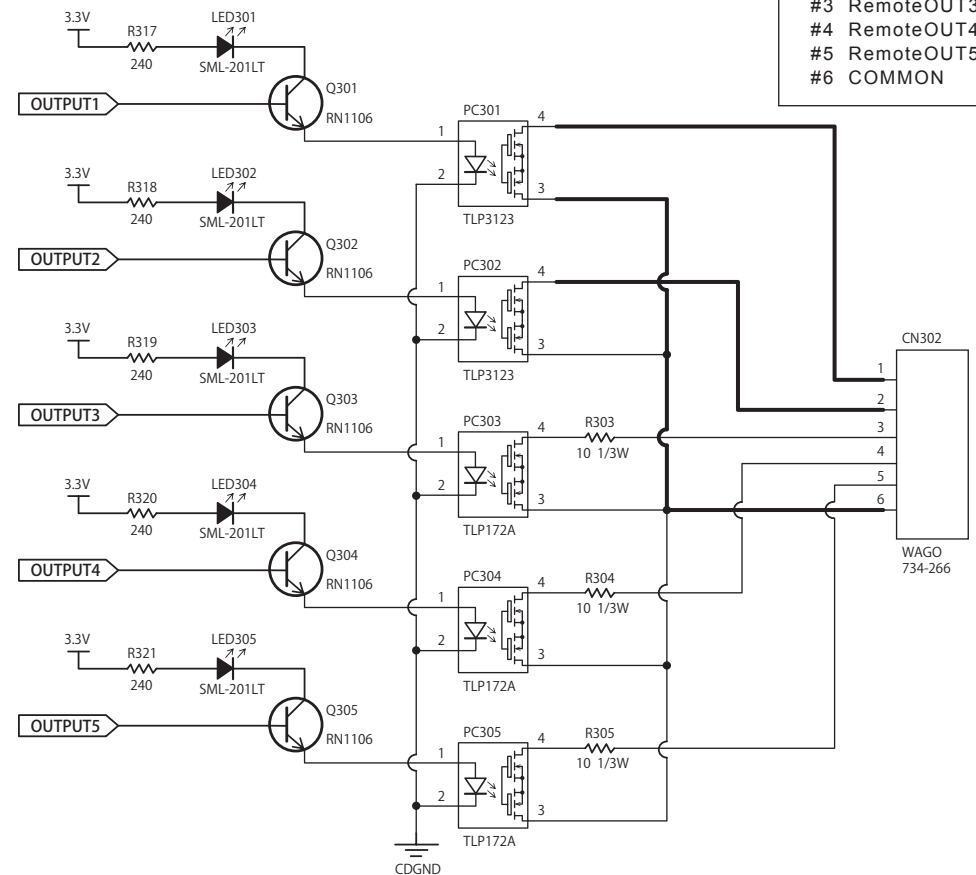 #3 RemoteOUT3
#4 RemoteOUT4
#5 RemoteOUT5
#6 COMMON
3.3V
R317
240
LED301
SML-201LT
OUTPUT1
Q301
RN1106
3.3V
R318
240
LED302
SML-201LT
OUTPUT2
Q302
RN1106
3.3V
R319
240
LED303
SML-201LT
OUTPUT3
Q303
RN1106
3.3V
R320
240
LED304
SML-201LT
OUTPUT4
Q304
RN1106
3.3V
R321
240
LED305
SML-201LT
OUTPUT5
Q305
RN1106
PC301
1
2
4
3
TLP3123
PC302
1
2
4
3
TLP3123
PC303
1
2
4
3
TLP172A
R303
10 1/3W
PC304
1
2
4
3
TLP172A
R304
10 1/3W
PC305
1
2
4
3
TLP172A
R305
10 1/3W
CDGND
CN302
1
2
3
4
5
6
WAGO
734-266